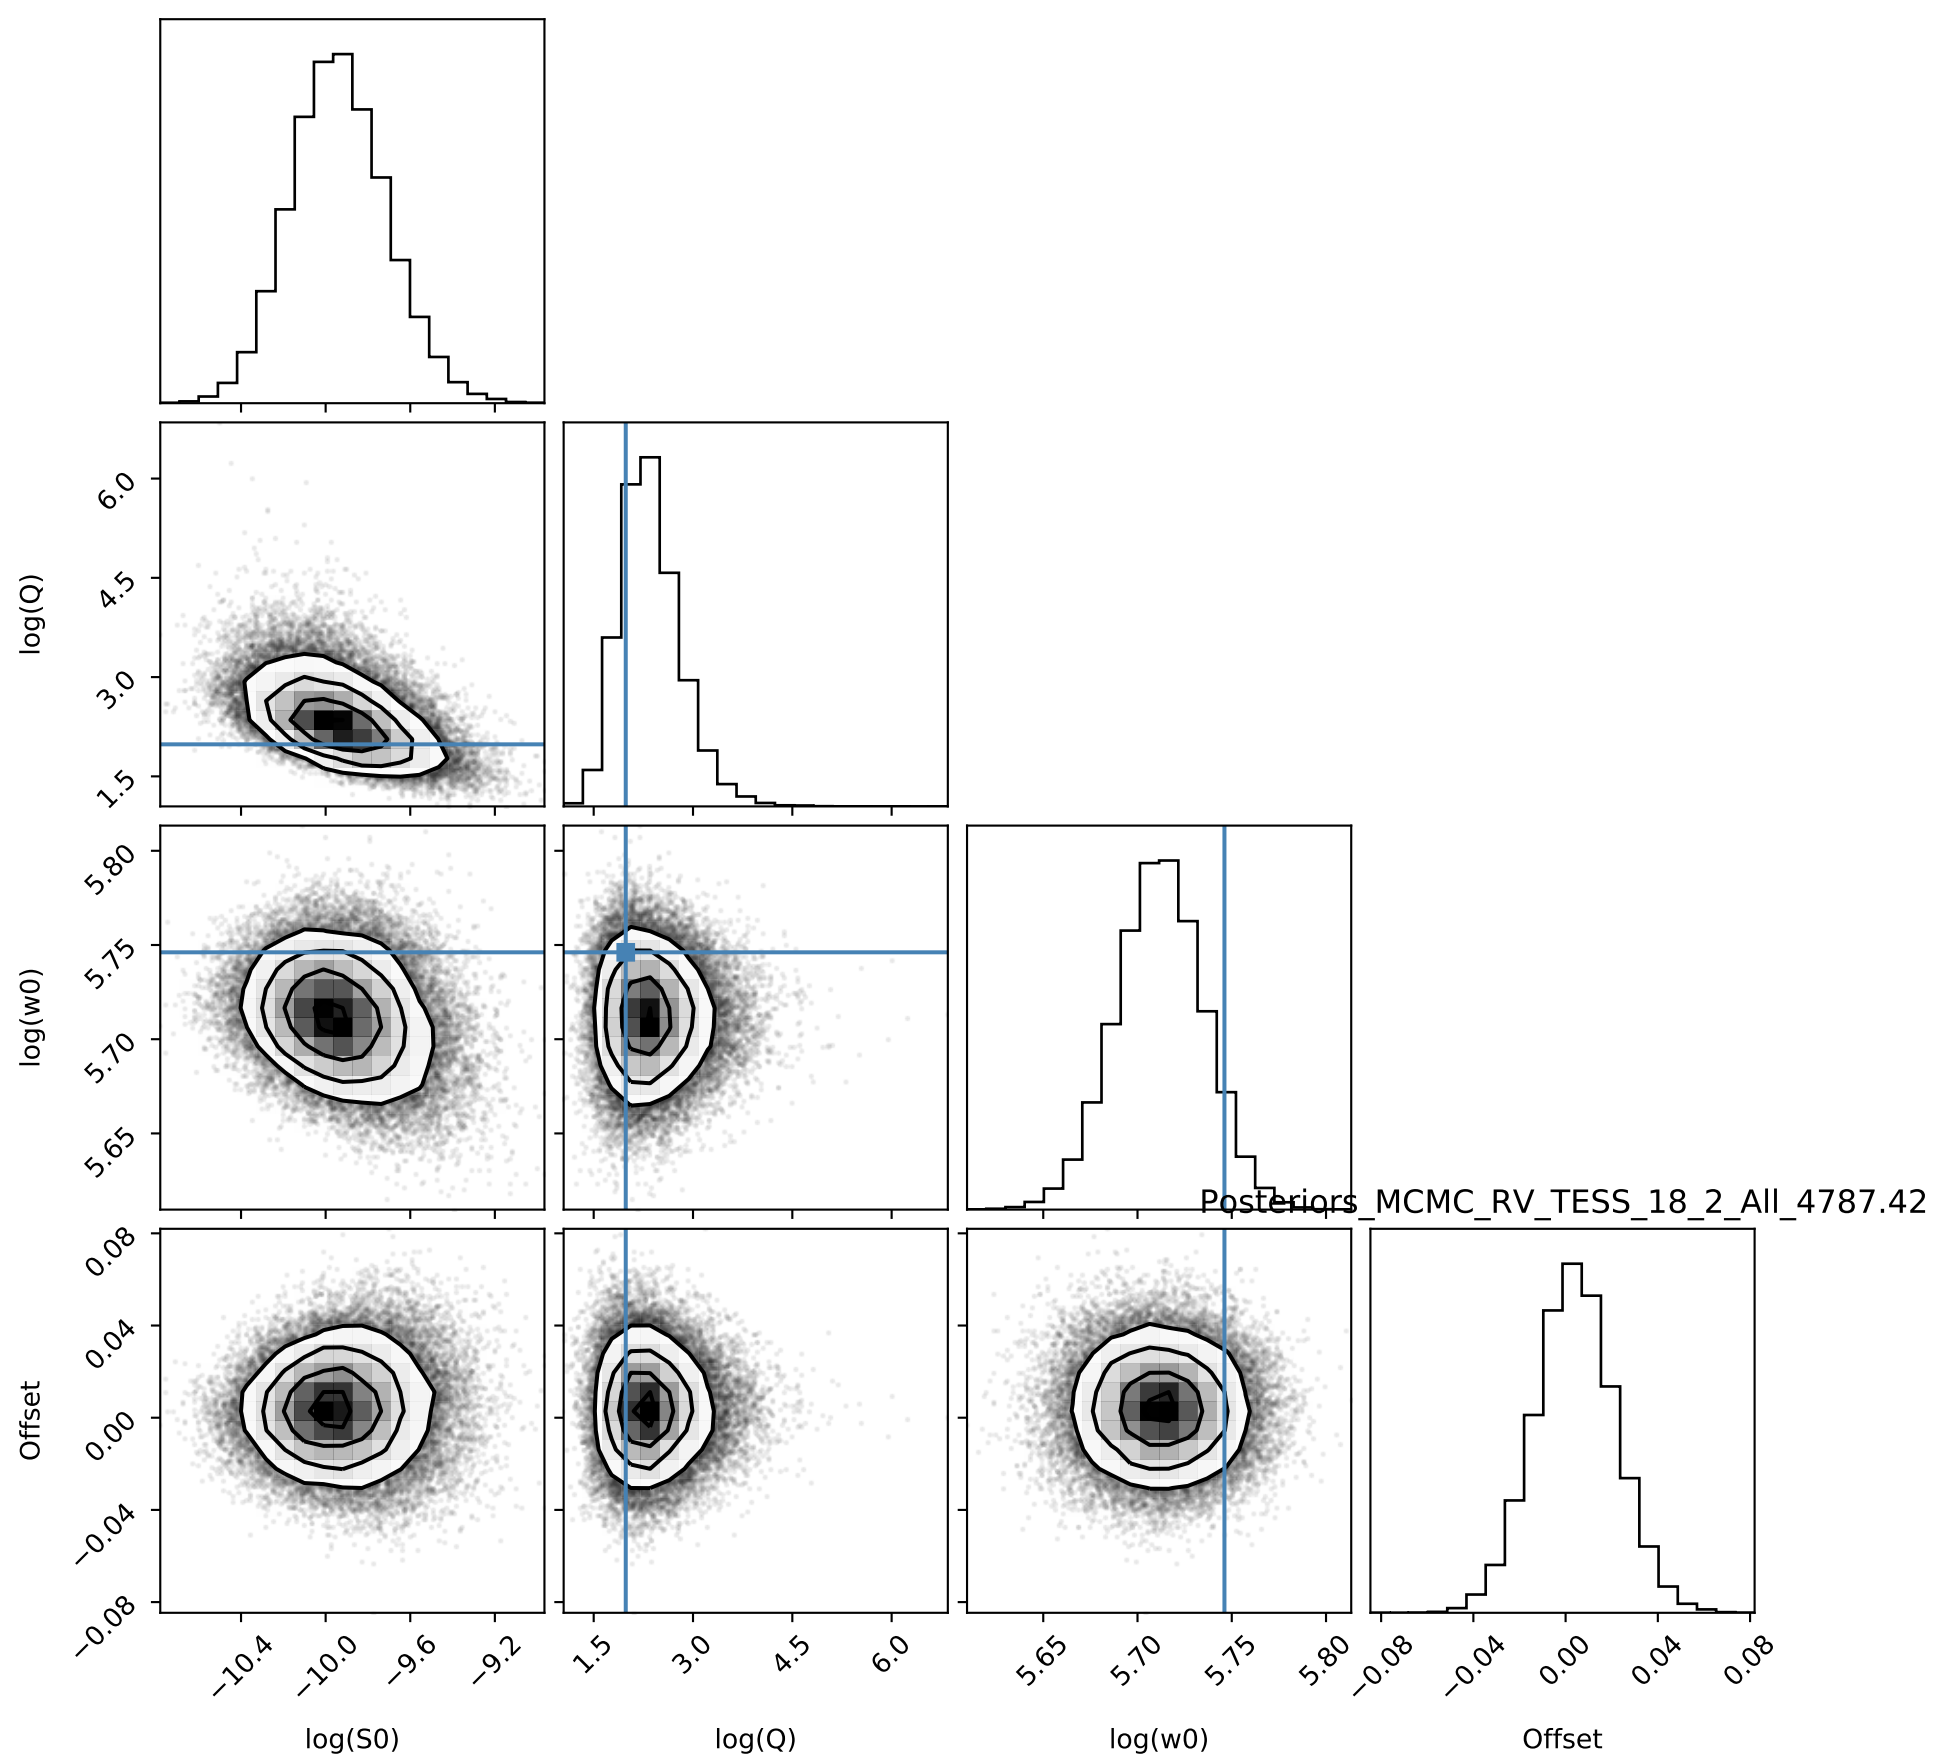 6.0
4.5
log(Q)
3.0
1.5
5.80
5.75
log(w0)
5.70
5.65
Posteriors_MCMC_RV_TESS_18_2_All_4787.42
0.08
0.04
Offset
0.00
−0.04
−0.08
−10.4 −10.0 −9.6 −9.2 1.5 3.0 4.5 6.0 5.65 5.70 5.75 5.80 −0.08 −0.04 0.00 0.04 0.08
log(S0) log(Q) log(w0) Offset